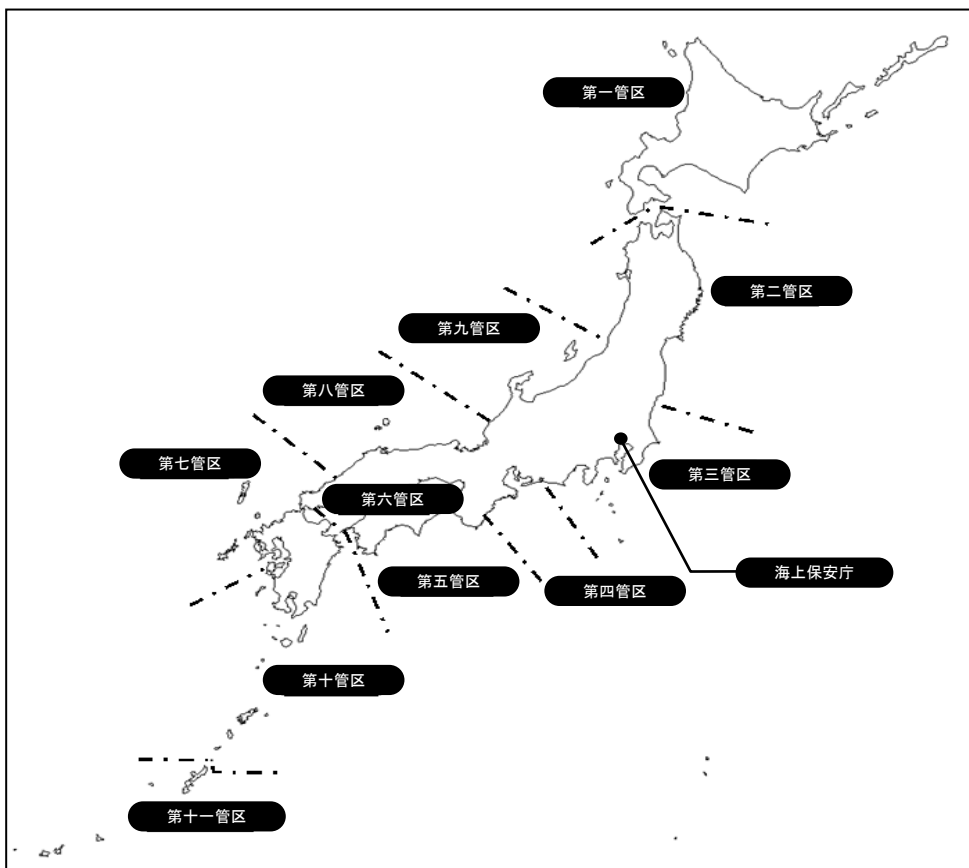 第一管区
第二管区
第九管区
第八管区
第七管区
第三管区
第六管区
海上保安庁
第五管区
第四管区
第十管区
第十一管区